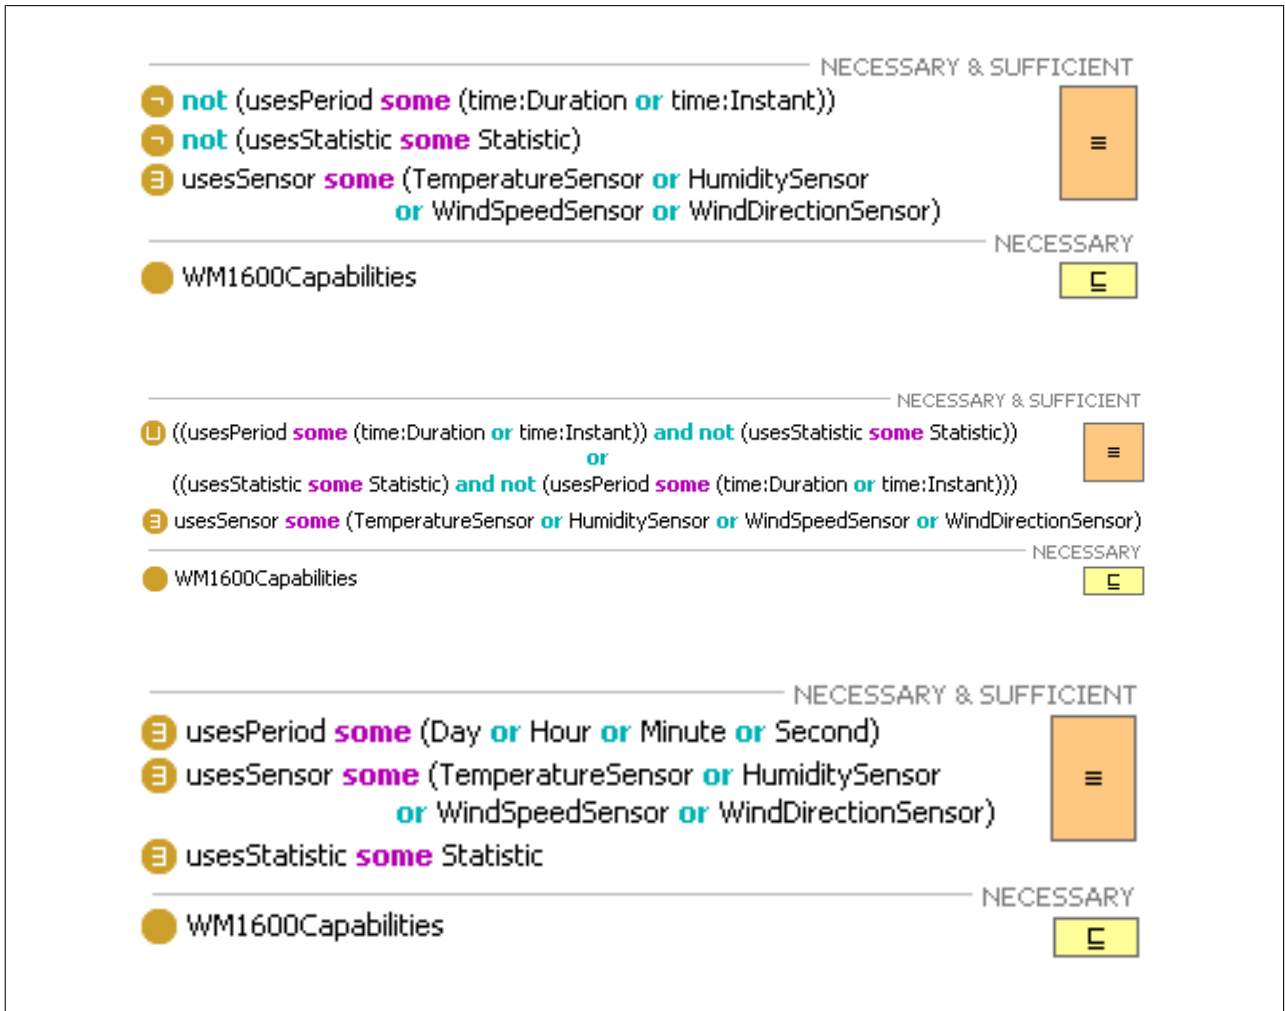 NECESSARY & SUFFICIENT
¬ not (usesPeriod some (time:Duration or time:Instant))
≡
¬ not (usesStatistic some Statistic)
∃ usesSensor some (TemperatureSensor or HumiditySensor
or WindSpeedSensor or WindDirectionSensor)
NECESSARY
WM1600Capabilities
⊑
NECESSARY & SUFFICIENT
⊔ ((usesPeriod some (time:Duration or time:Instant)) and not (usesStatistic some Statistic))
or
≡
((usesStatistic some Statistic) and not (usesPeriod some (time:Duration or time:Instant)))
∃ usesSensor some (TemperatureSensor or HumiditySensor or WindSpeedSensor or WindDirectionSensor)
NECESSARY
WM1600Capabilities
⊑
NECESSARY & SUFFICIENT
∃ usesPeriod some (Day or Hour or Minute or Second)
∃ usesSensor some (TemperatureSensor or HumiditySensor
≡
or WindSpeedSensor or WindDirectionSensor)
∃ usesStatistic some Statistic
NECESSARY
WM1600Capabilities
⊑